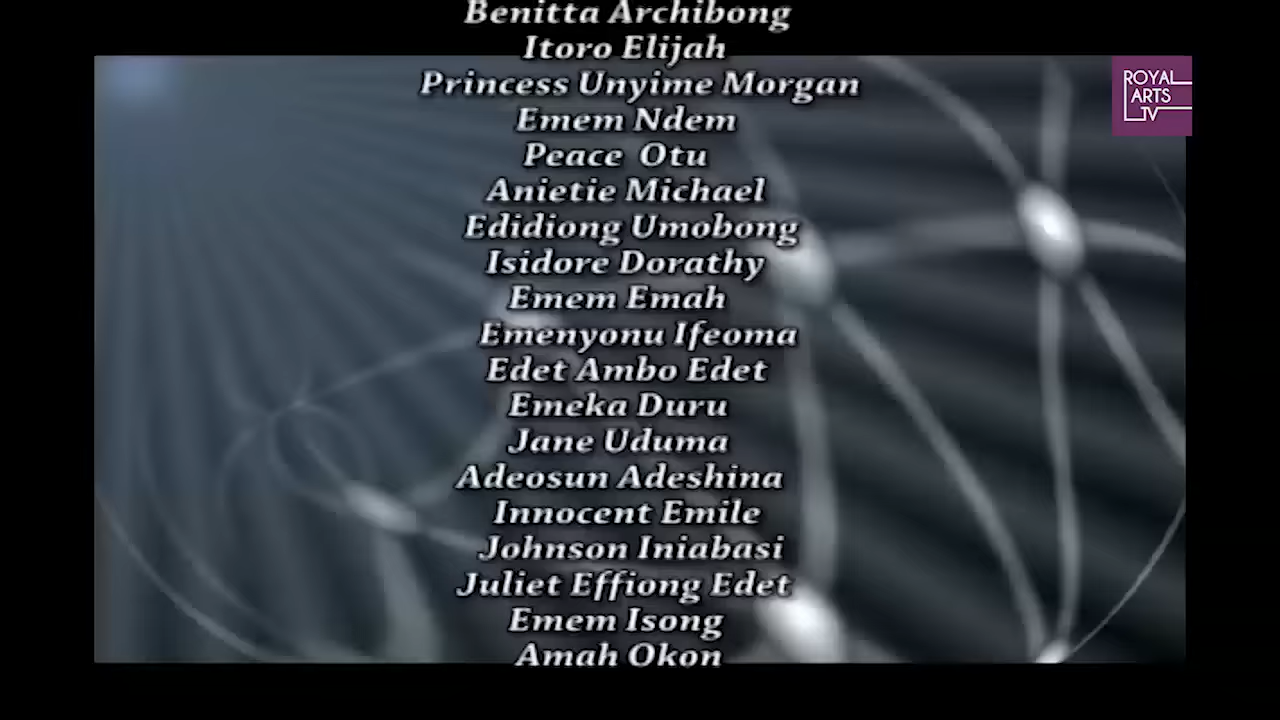 Benitta Archibong
Itoro Elijah
Princess Unyime Morgan
Emem Ndem
Peace Otu
Anietie Michael
Edidiong Umobong
Isidore Dorathy
Emem Emah
Emenyonu Ifeoma
Edet Ambo Edet
Emeka Duru
Jane Uduma
Adeosun Adeshina
Innocent Emile
Johnson Iniabasi
Juliet Effiong Edet
Emem Isong
Amah Okon
ROYAL
ARTS
TV